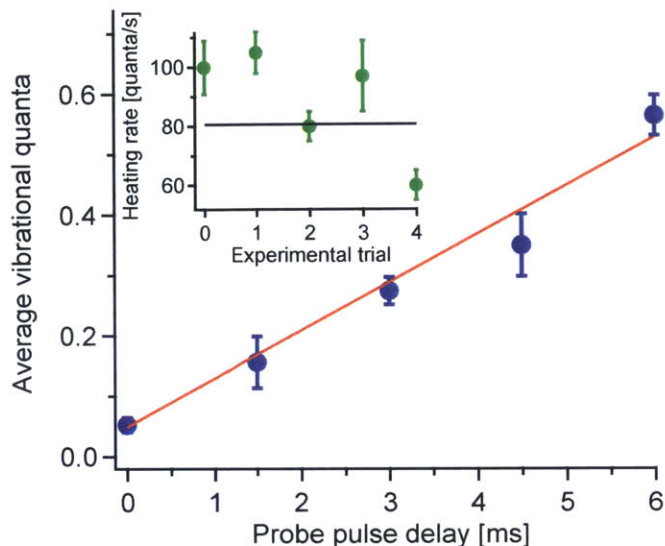 Heating rate [quanta/s]
100
80
60
0 1 2 3 4
Experimental trial
Average vibrational quanta
0.6
0.4
0.2
0.0
0 1 2 3 4 5 6
Probe pulse delay [ms]